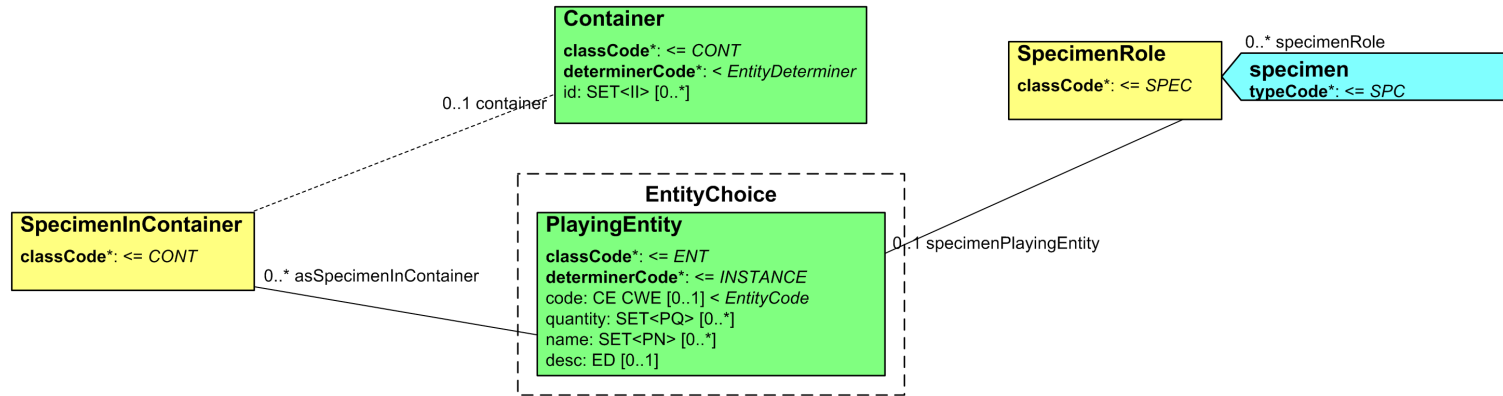 Container
classCode*: <= CONT
determinerCode*: < EntityDeterminer
id: SET<II> [0..*]
0..1 container
SpecimenRole
classCode*: <= SPEC
0..* specimenRole
specimen
typeCode*: <= SPC
SpecimenInContainer
classCode*: <= CONT
0..* asSpecimenInContainer
EntityChoice
PlayingEntity
classCode*: <= ENT
determinerCode*: <= INSTANCE
code: CE CWE [0..1] < EntityCode
quantity: SET<PQ> [0..*]
name: SET<PN> [0..*]
desc: ED [0..1]
0..1 specimenPlayingEntity